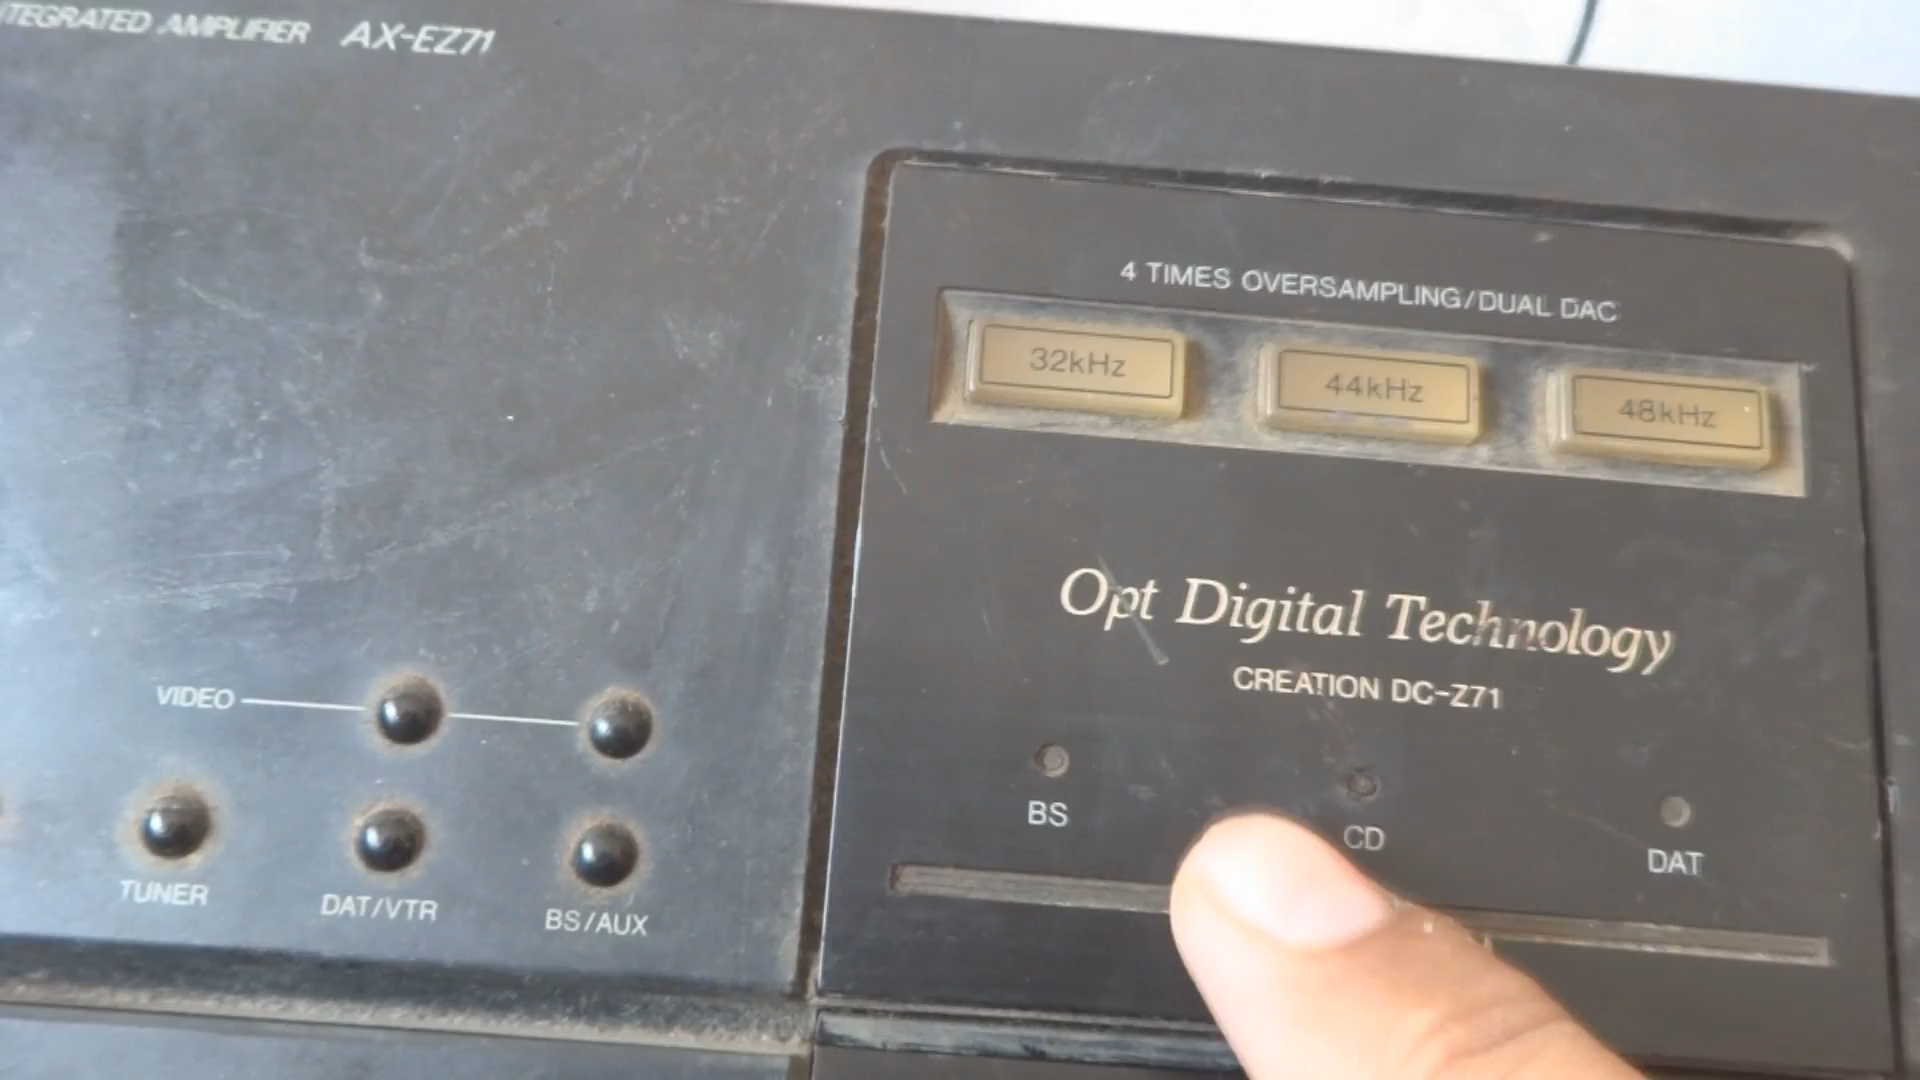 INTEGRATED AMPLIFIER AX-EZ71
4 TIMES OVERSAMPLING/DUAL DAC
32kHz 44kHz 48kHz
Opt Digital Technology
CREATION DC-Z71
VIDEO
BS CD DAT
TUNER DAT/VTR BS/AUX